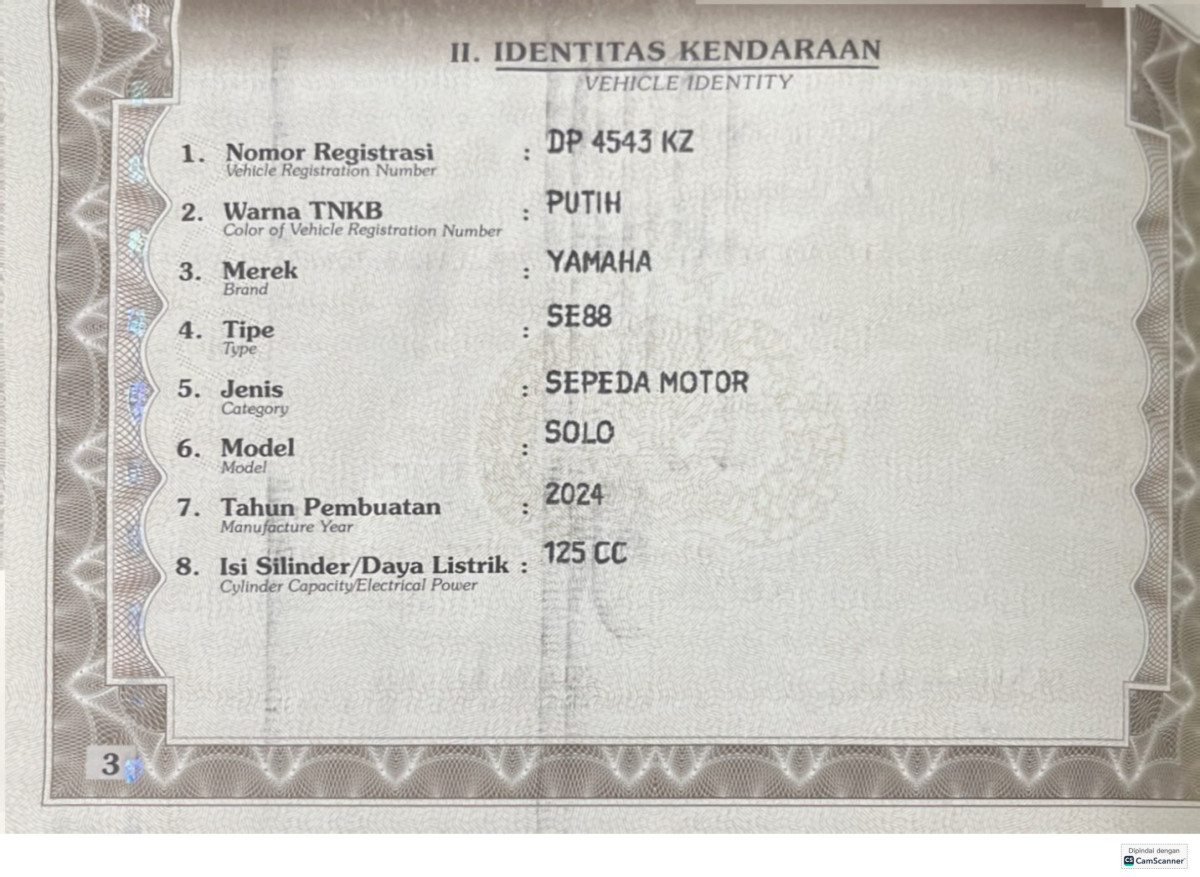 II. IDENTITAS KENDARAAN
VEHICLE IDENTITY
1. Nomor Registrasi : DP 4543 KZ
Vehicle Registration Number
2. Warna TNKB : PUTIH
Color of Vehicle Registration Number
3. Merek : YAMAHA
Brand
4. Tipe : SE88
Type
5. Jenis : SEPEDA MOTOR
Category
6. Model : SOLO
Model
7. Tahun Pembuatan : 2024
Manufacture Year
8. Isi Silinder/Daya Listrik : 125 CC
Cylinder Capacity/Electrical Power
3
Dipindai dengan
CS CamScanner